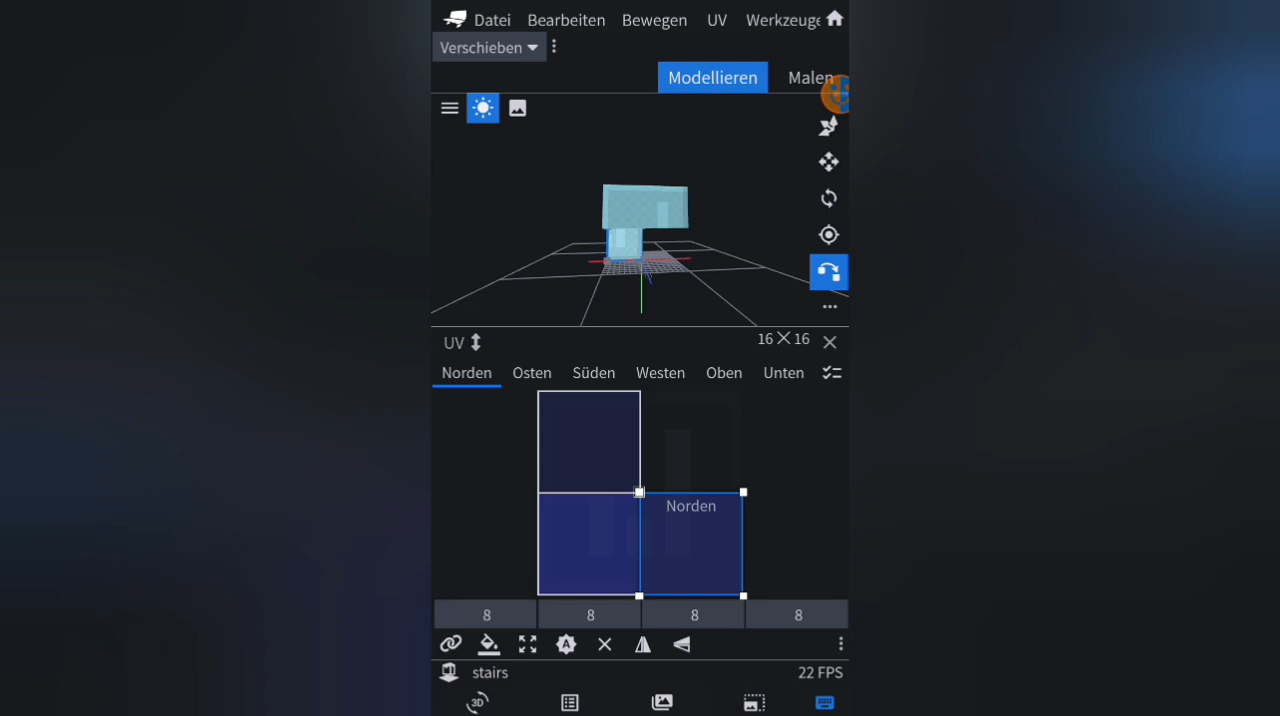 Datei Bearbeiten Bewegen UV Werkzeuge
Verschieben
Modellieren Malen
UV 16×16
Norden Osten Süden Westen Oben Unten
Norden
8 8 8 8
A
stairs 22 FPS
3D